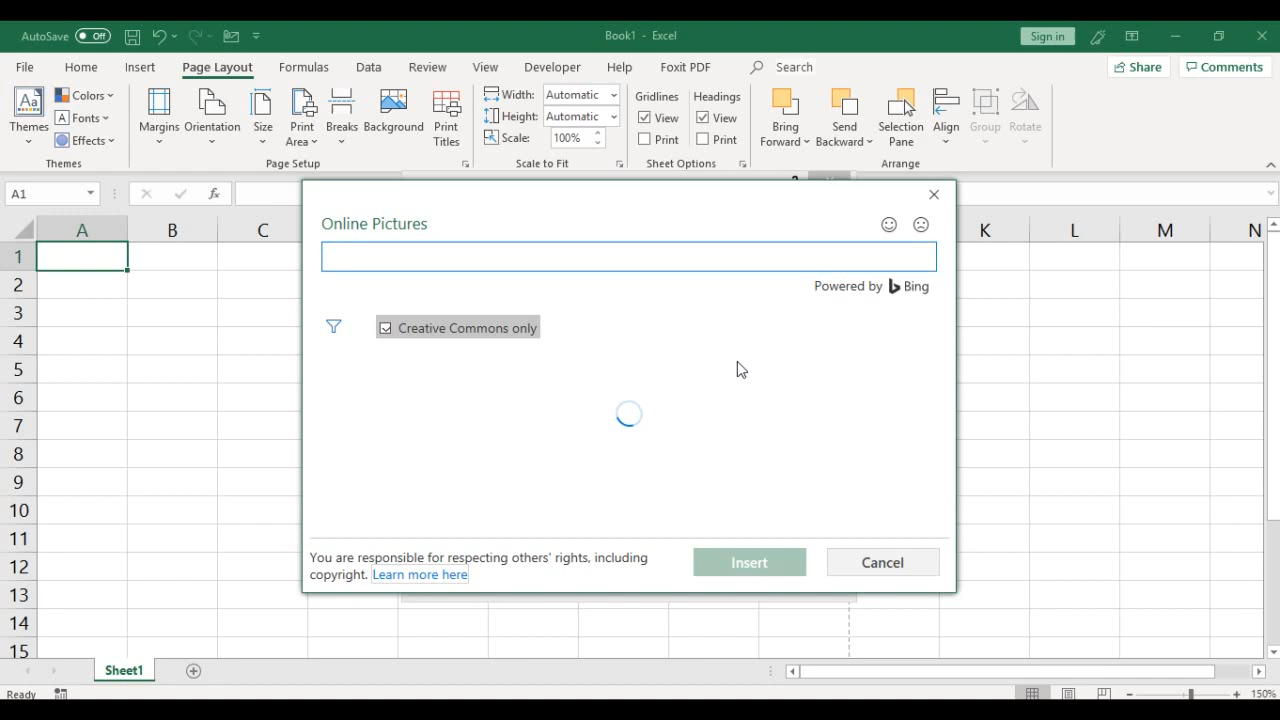 AutoSave Off Book1 - Excel Sign in
File Home Insert Page Layout Formulas Data Review View Developer Help Foxit PDF Search Share Comments
Colors Width: Automatic Gridlines Headings
Fonts Height: Automatic View View
Themes Effects Margins Orientation Size Print Area Breaks Background Print Titles Scale: 100% Print Print Bring Forward Send Backward Selection Pane Align Group Rotate
Themes Page Setup Scale to Fit Sheet Options Arrange
A1 fx
Online Pictures
A B C K L M N
1
Powered by Bing
2
3
Creative Commons only
4
5
6
7
8
9
10
11
You are responsible for respecting others' rights, including
copyright. Learn more here
Insert Cancel
12
13
14
15
Sheet1
Ready 150%